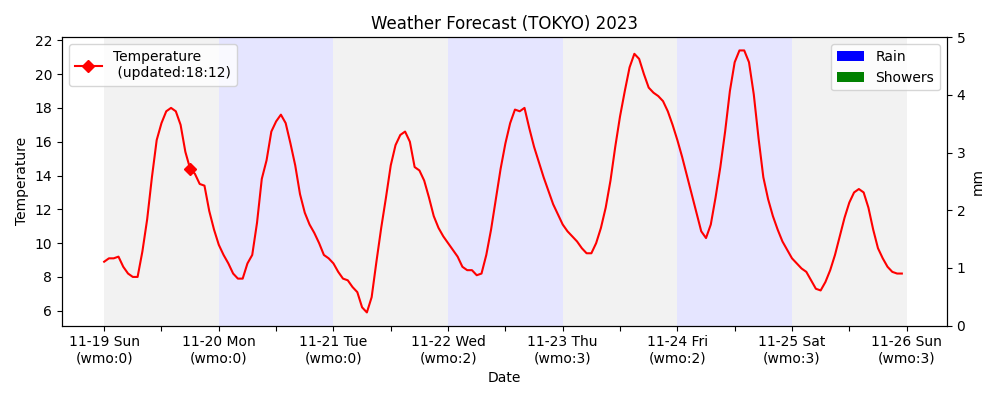 Weather Forecast (TOKYO) 2023
Temperature
(updated:18:12)
Rain
Showers
22
20
18
16
14
12
10
8
6
Temperature
5
4
3
2
1
0
mm
11-19 Sun
(wmo:0)
11-20 Mon
(wmo:0)
11-21 Tue
(wmo:0)
11-22 Wed
(wmo:2)
11-23 Thu
(wmo:3)
11-24 Fri
(wmo:2)
11-25 Sat
(wmo:3)
11-26 Sun
(wmo:3)
Date